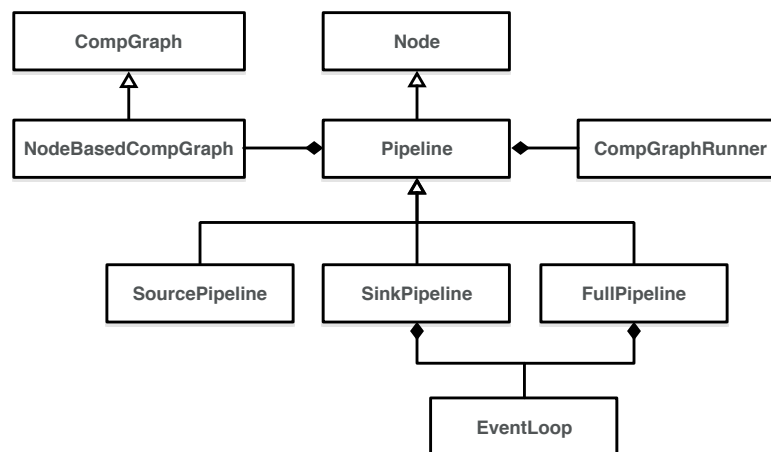 CompGraph
Node
NodeBasedCompGraph
Pipeline
CompGraphRunner
SourcePipeline
SinkPipeline
FullPipeline
EventLoop